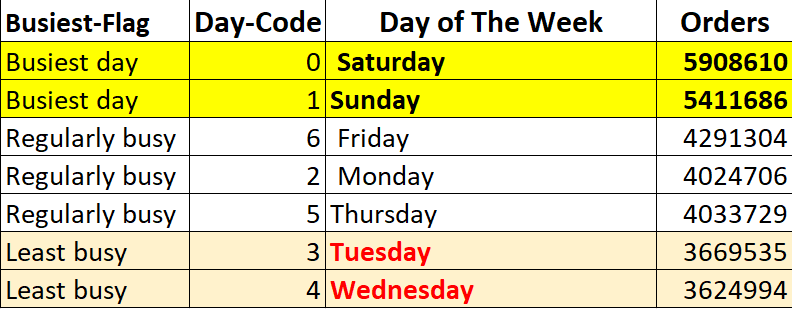 Busiest-Flag Day-Code Day of The Week Orders
Busiest day 0 Saturday 5908610
Busiest day 1 Sunday 5411686
Regularly busy 6 Friday 4291304
Regularly busy 2 Monday 4024706
Regularly busy 5 Thursday 4033729
Least busy 3 Tuesday 3669535
Least busy 4 Wednesday 3624994